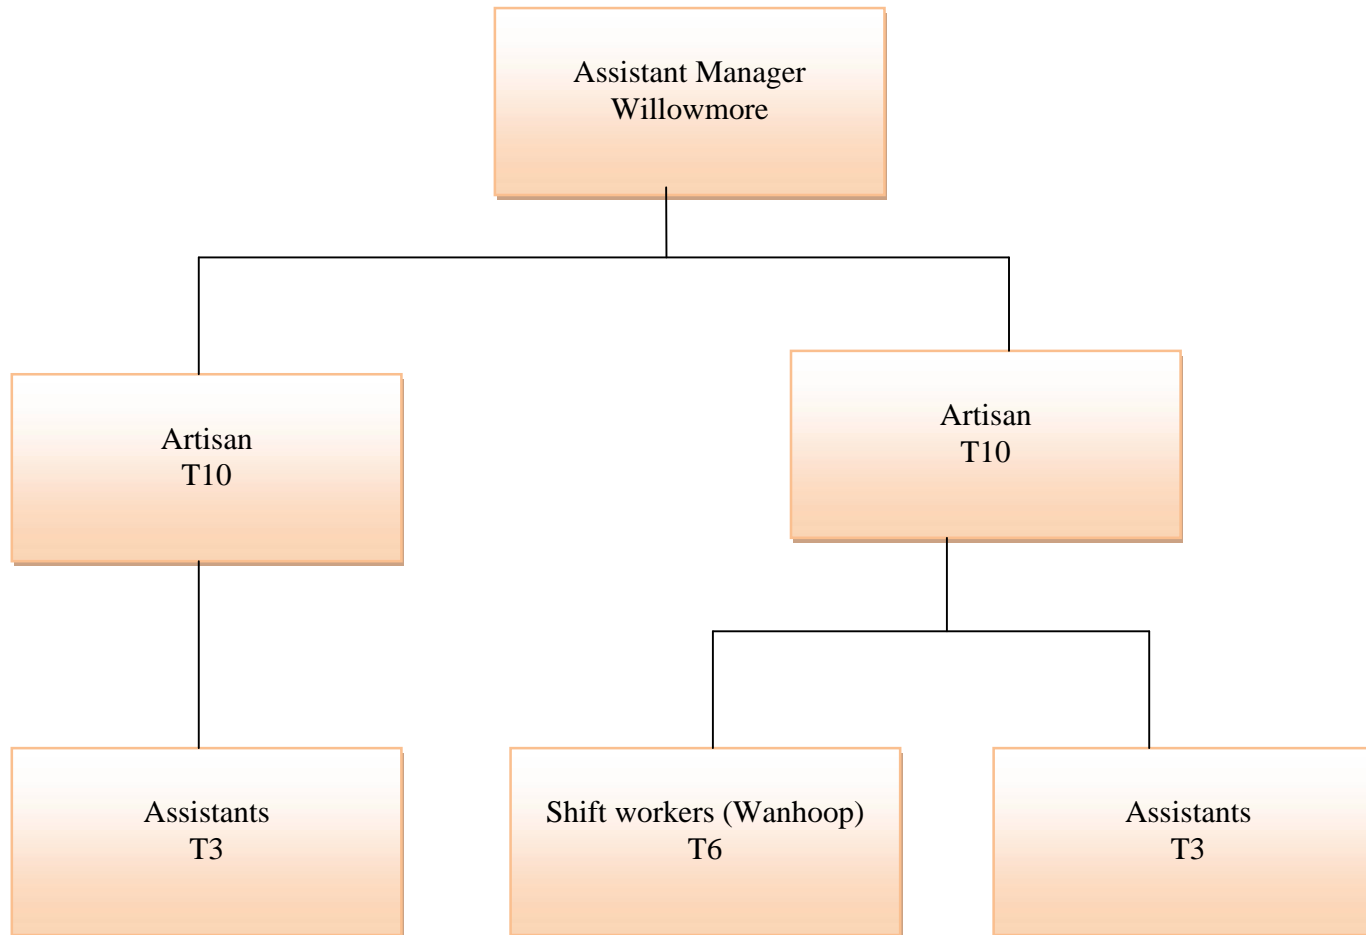 Assistant Manager
Willowmore
Artisan
T10
Artisan
T10
Assistants
T3
Shift workers (Wanhoop)
T6
Assistants
T3